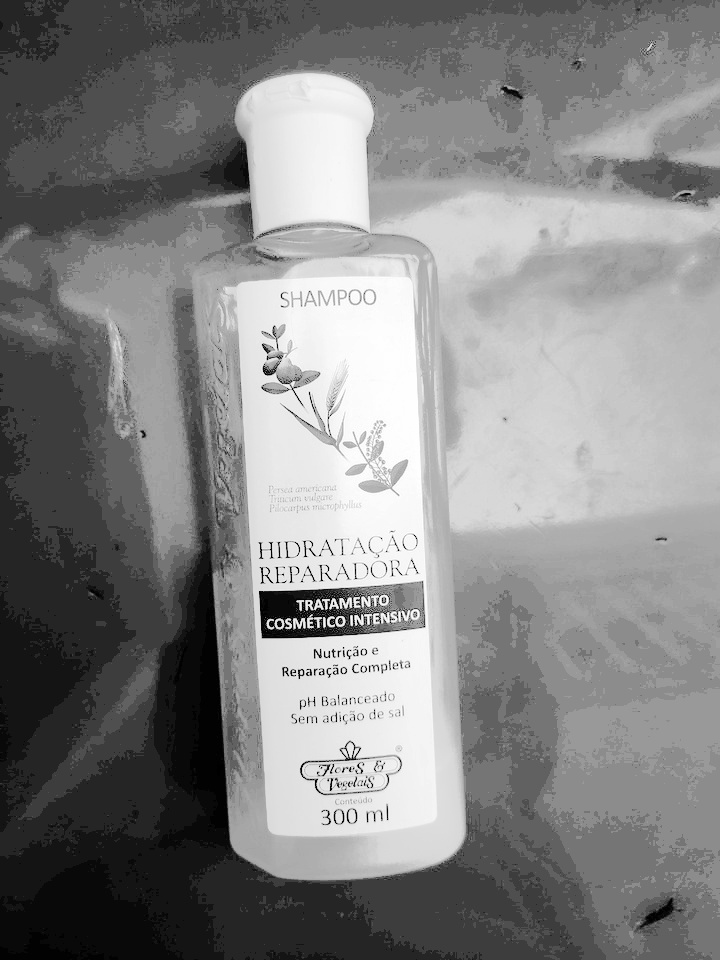 SHAMPOO
Persea americana
Triticum vulgase
Pilocarpus microphyllus
HIDRATAÇÃO
REPARADORA
TRATAMENTO
COSMÉTICO INTENSIVO
Nutrição e
Reparação Completa
pH Balanceado
Sem adição de sal
Flores &
Vegetais
®
Conteúdo
300 ml